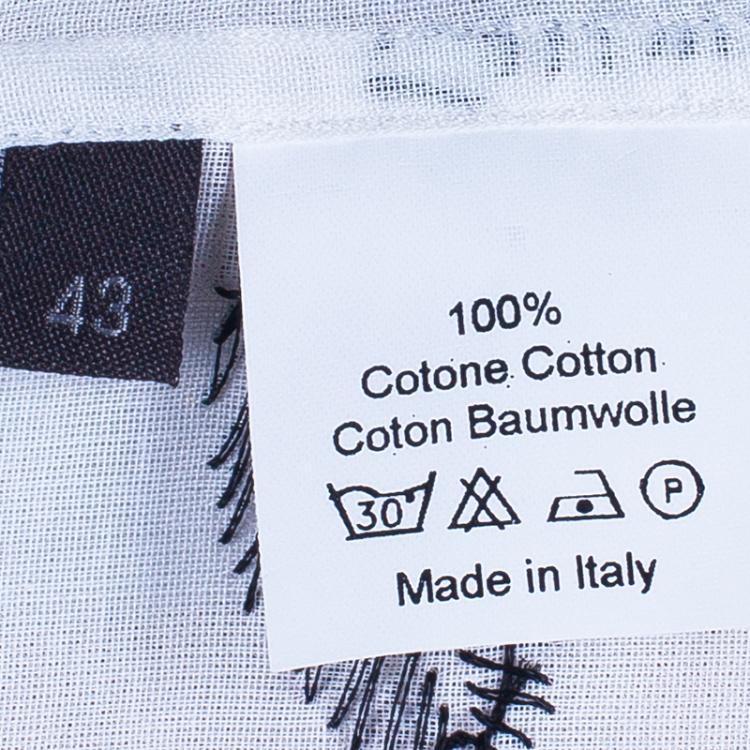 43
100%
Cotone Cotton
Coton Baumwolle
30
P
Made in Italy